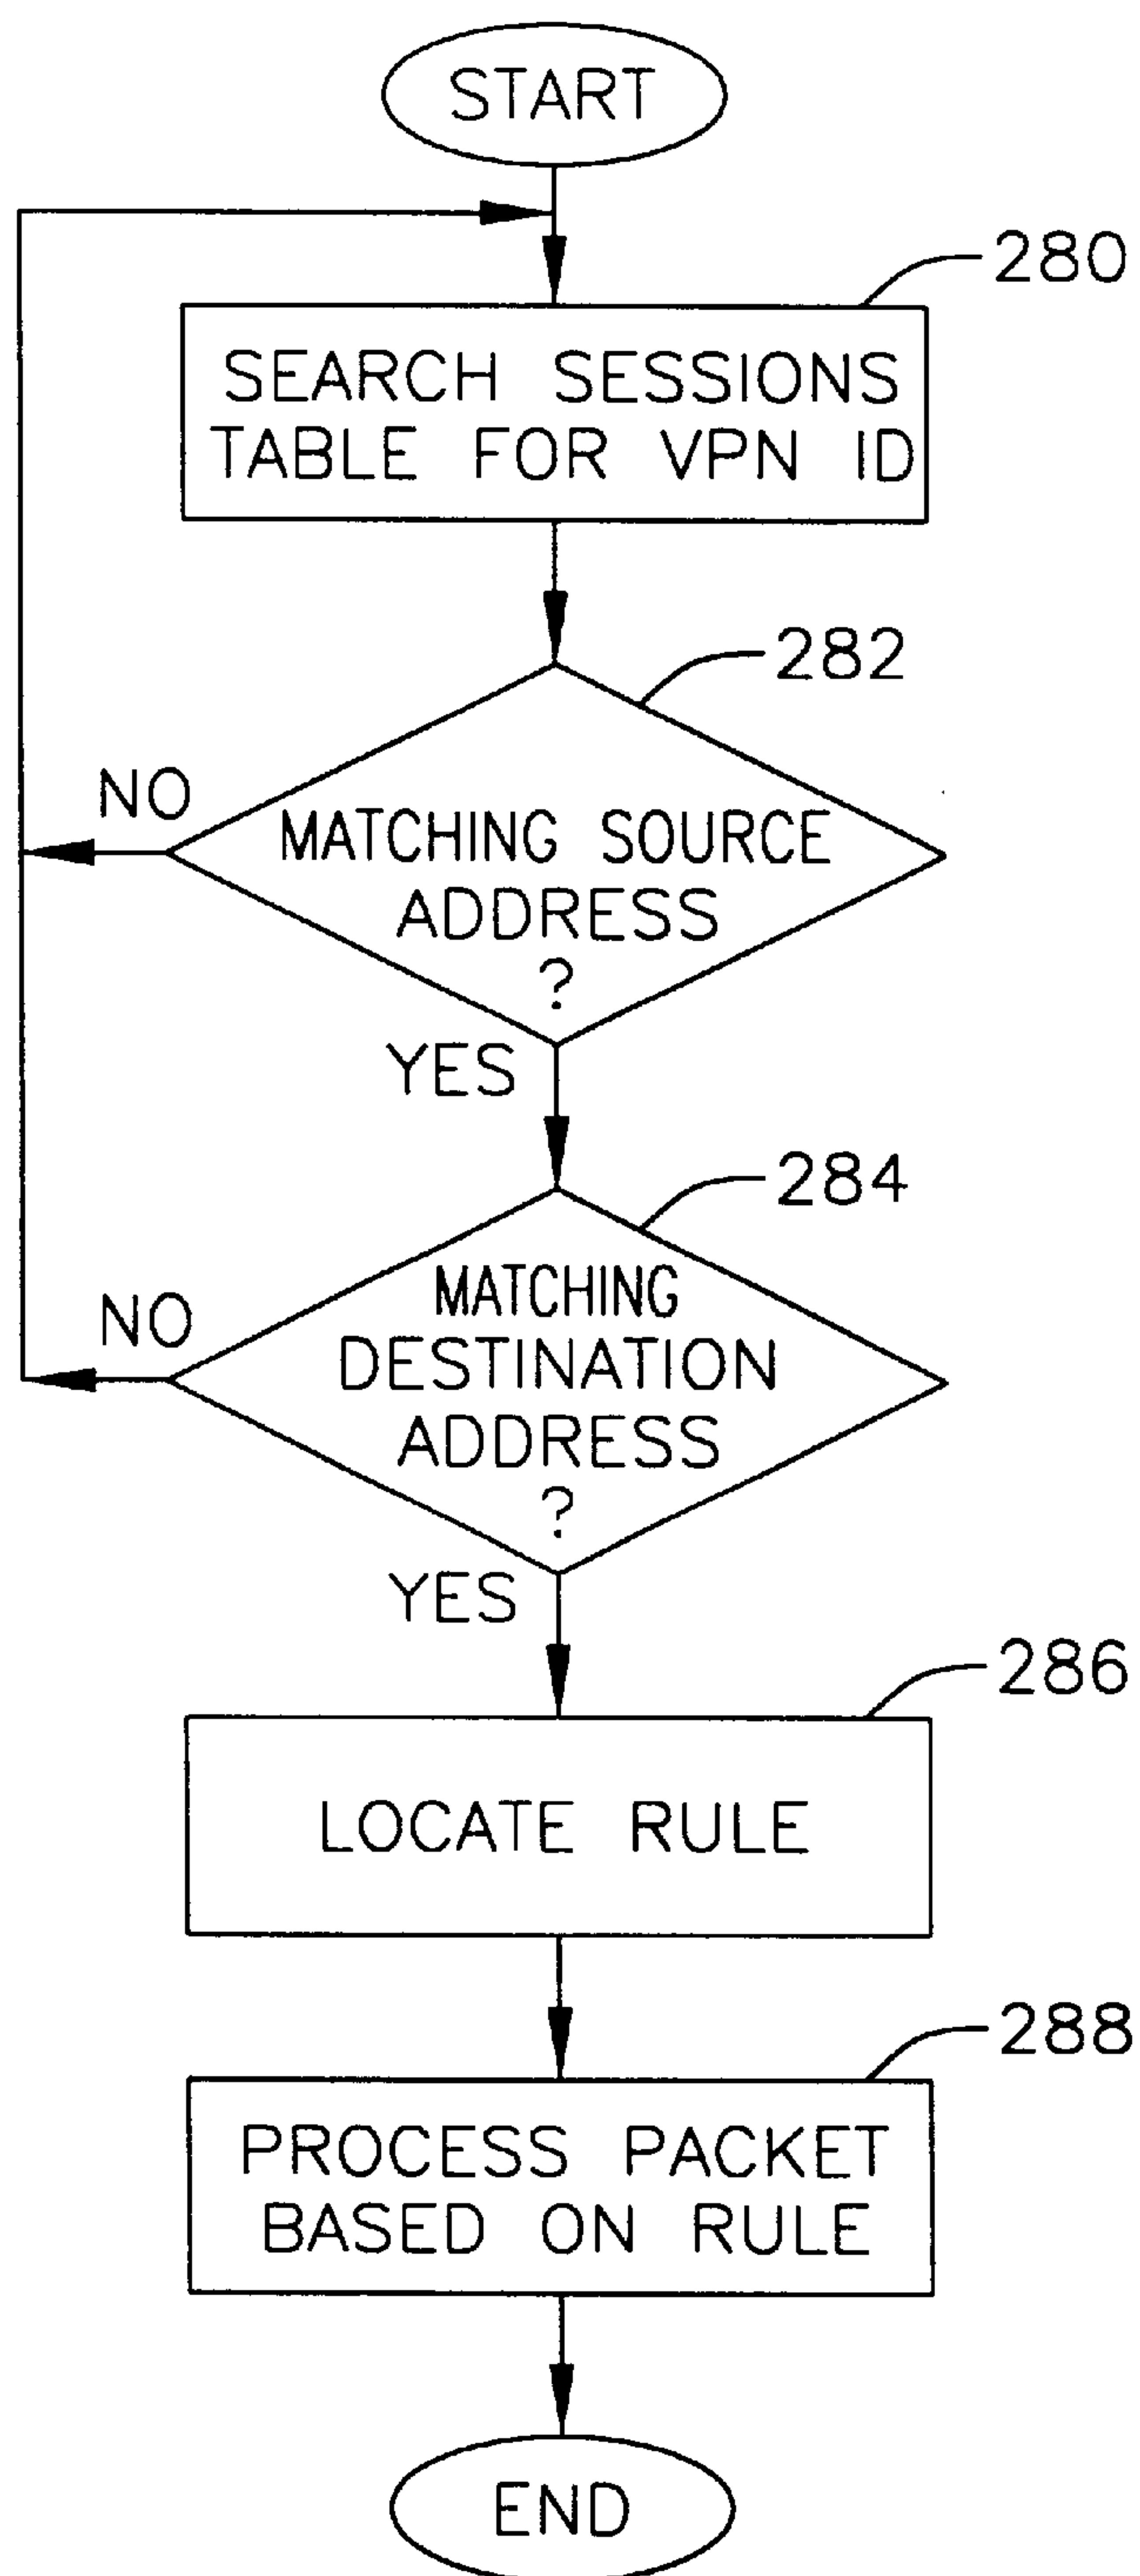 START
280
SEARCH SESSIONS
TABLE FOR VPN ID
282
NO
MATCHING SOURCE
ADDRESS
?
YES
284
NO
MATCHING
DESTINATION
ADDRESS
?
YES
286
LOCATE RULE
288
PROCESS PACKET
BASED ON RULE
END